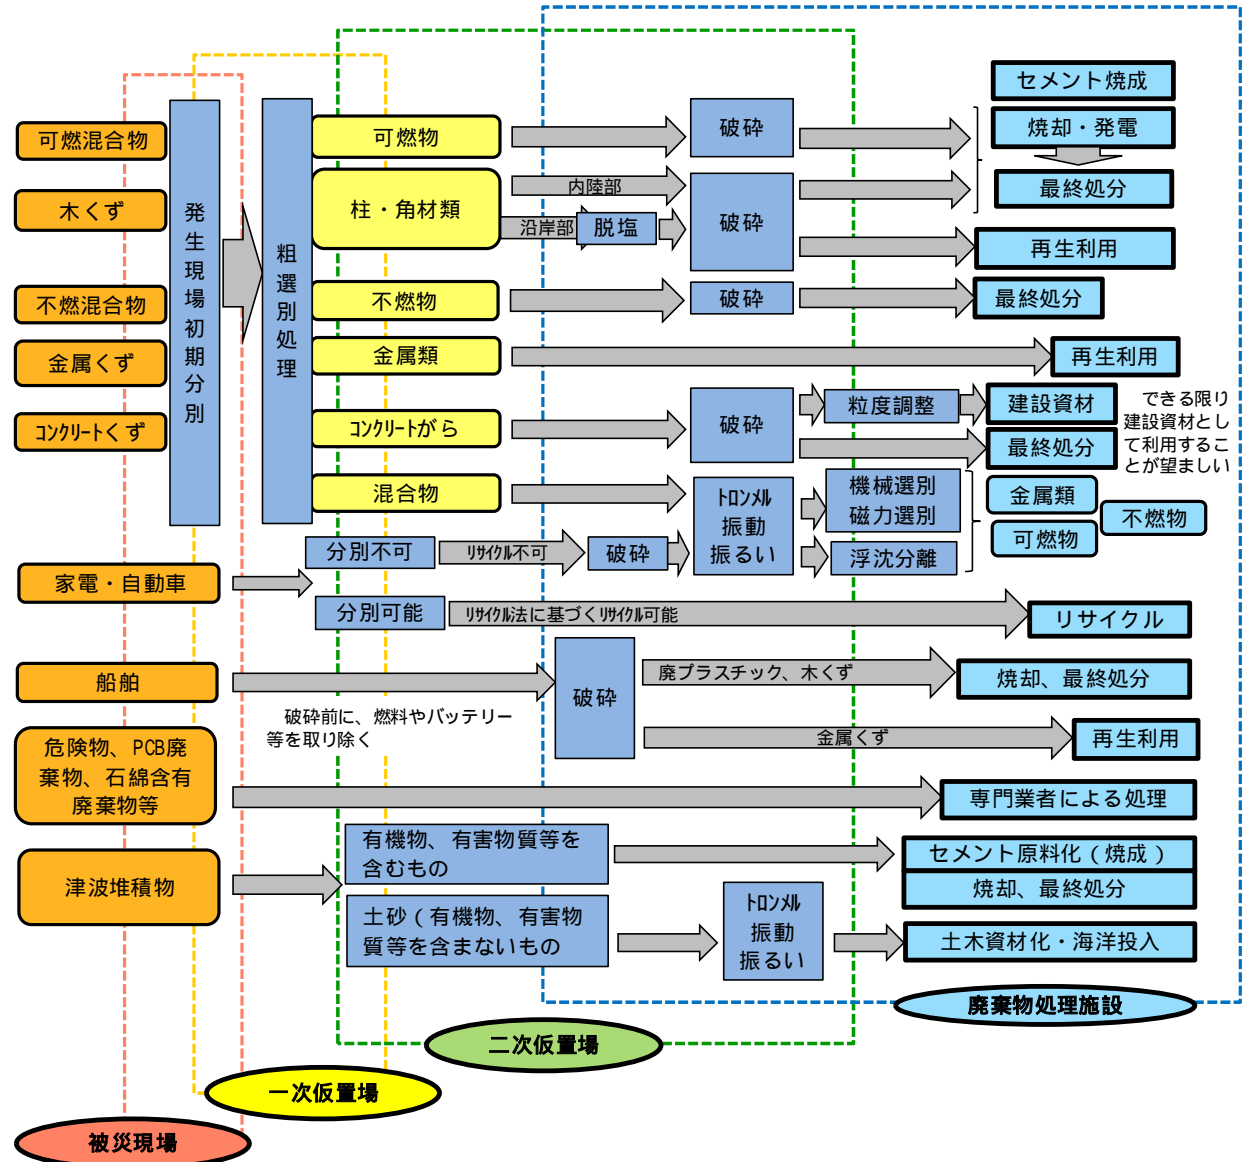 可燃混合物
木くず
不燃混合物
金属くず
コンクリートくず
家電・自動車
船舶
危険物、PCB廃
棄物、石綿含有
廃棄物等
津波堆積物
発生現場初期分別
粗選別処理
可燃物
柱・角材類
不燃物
金属類
コンクリートがら
混合物
内陸部
沿岸部
脱塩
破砕
破砕
破砕
破砕
セメント焼成
焼却・発電
最終処分
再生利用
最終処分
再生利用
粒度調整
建設資材
最終処分
できる限り
建設資材とし
て利用するこ
とが望ましい
トロンメル
振動
振るい
機械選別
磁力選別
浮沈分離
金属類
不燃物
可燃物
分別不可
リサイクル不可
破砕
分別可能
リサイクル法に基づくリサイクル可能
リサイクル
破砕前に、燃料やバッテリー
等を取り除く
破砕
廃プラスチック、木くず
焼却、最終処分
金属くず
再生利用
専門業者による処理
有機物、有害物質等を
含むもの
セメント原料化(焼成)
焼却、最終処分
土砂(有機物、有害物
質等を含まないもの
トロンメル
振動
振るい
土木資材化・海洋投入
廃棄物処理施設
二次仮置場
一次仮置場
被災現場